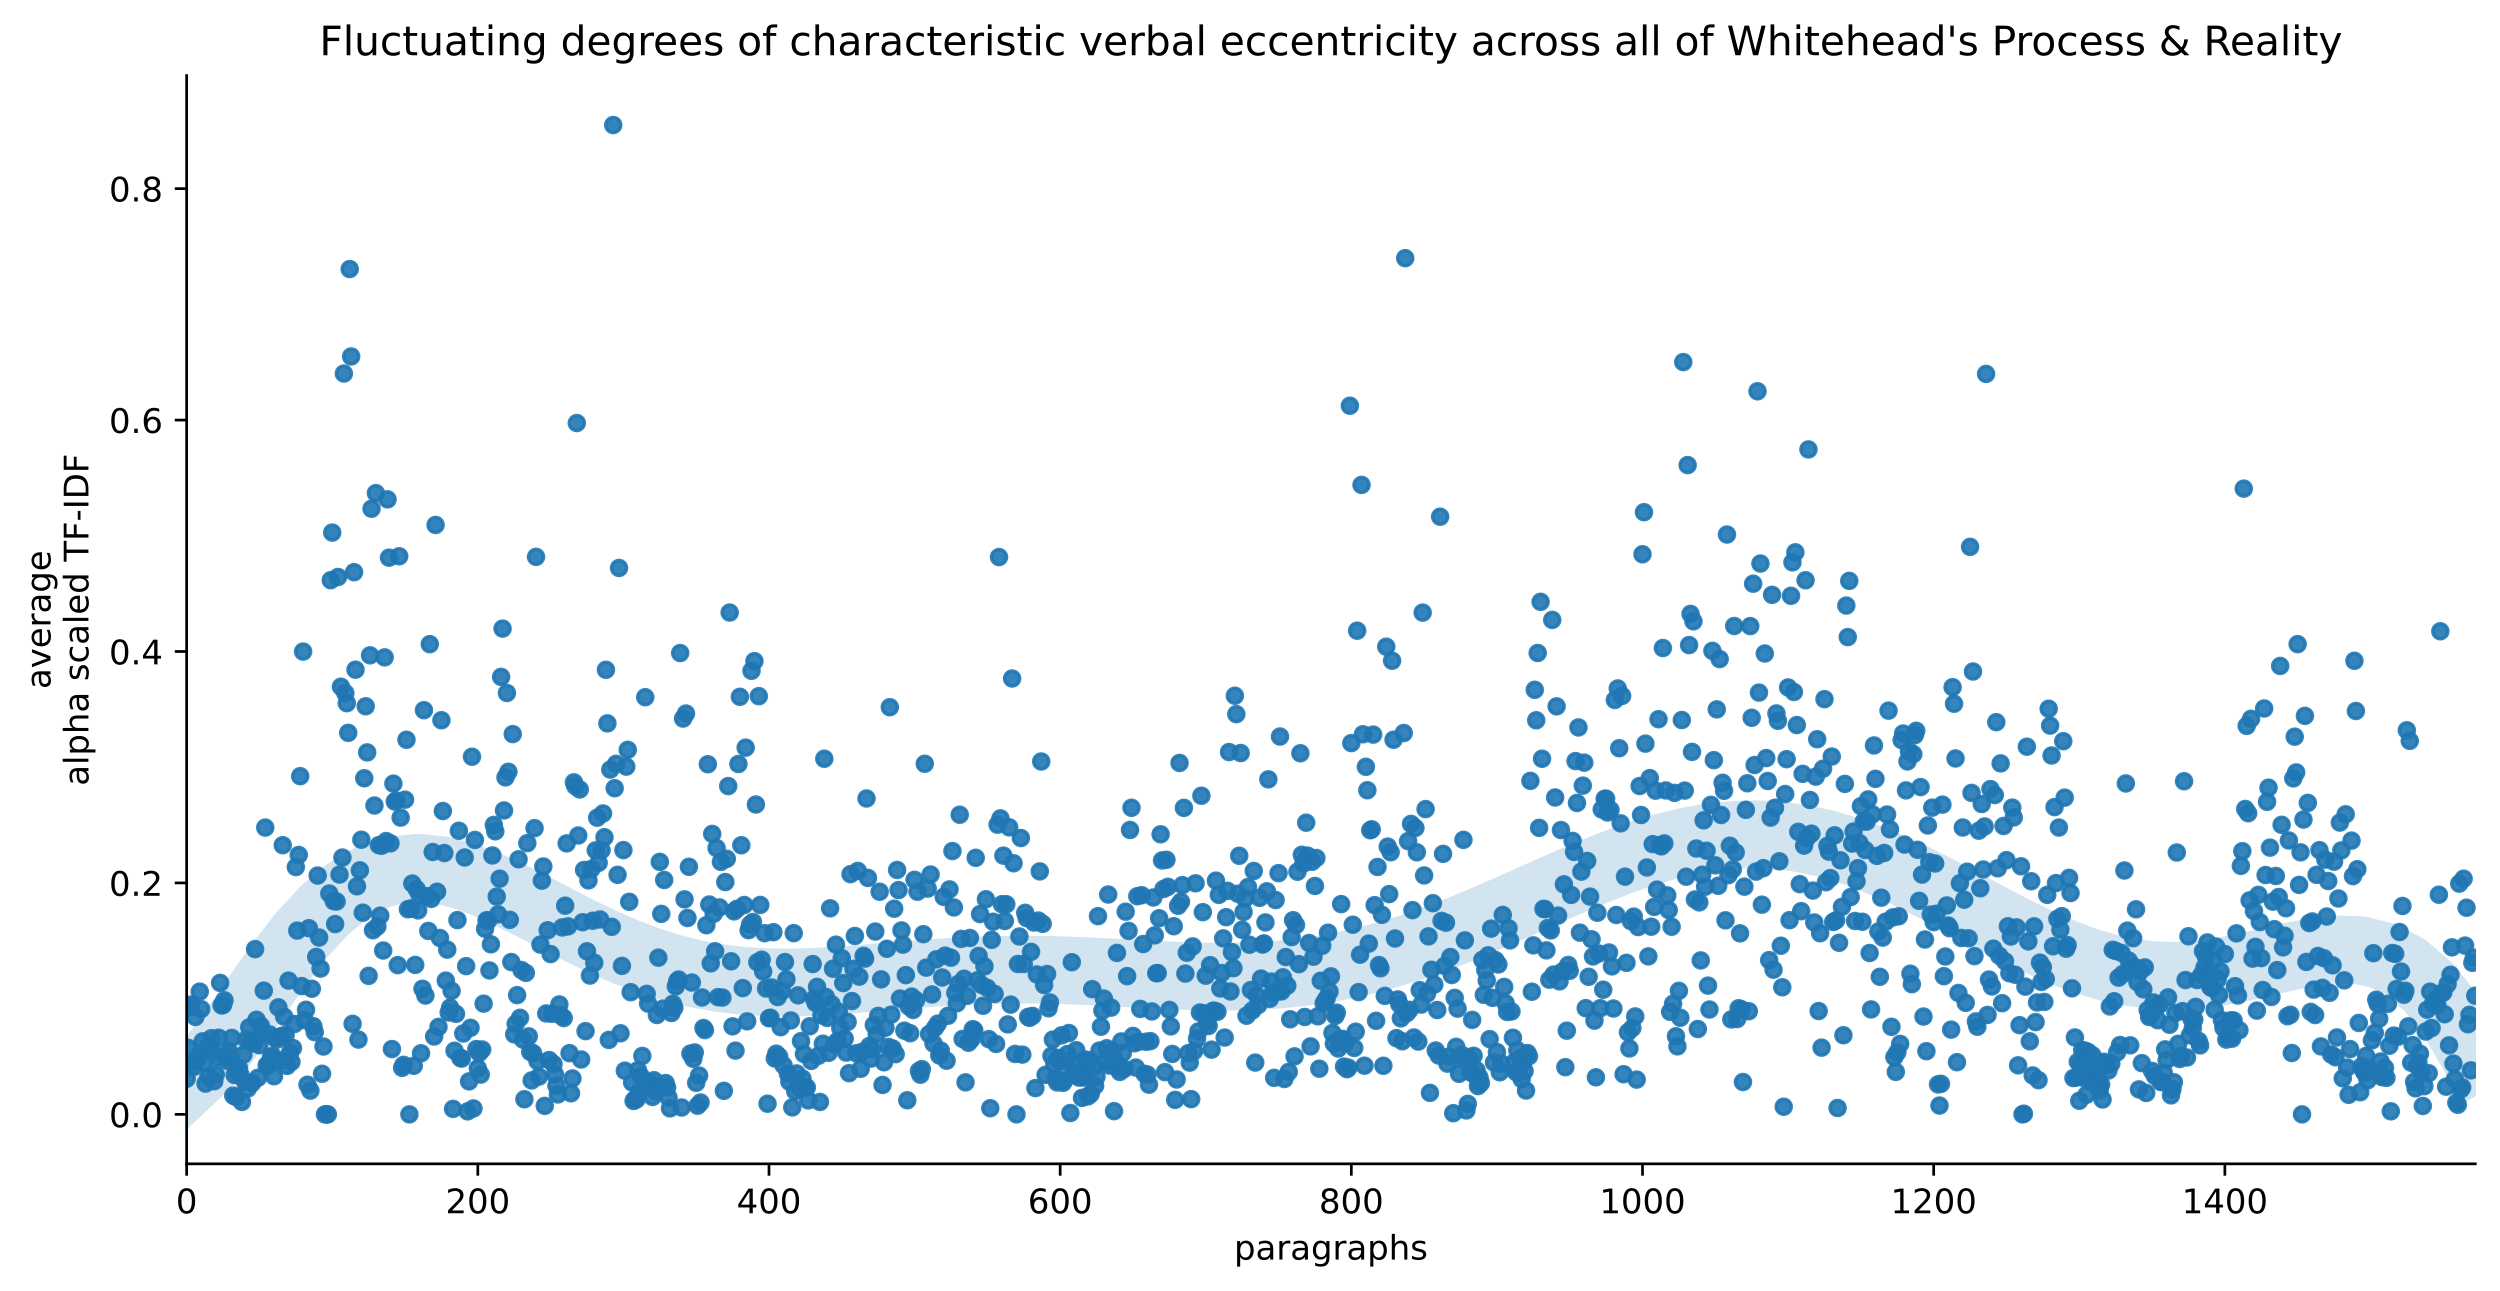 Fluctuating degrees of characteristic verbal eccentricity across all of Whitehead's Process & Reality
average
alpha scaled TF-IDF
0.8
0.6
0.4
0.2
0.0
0 200 400 600 800 1000 1200 1400
paragraphs